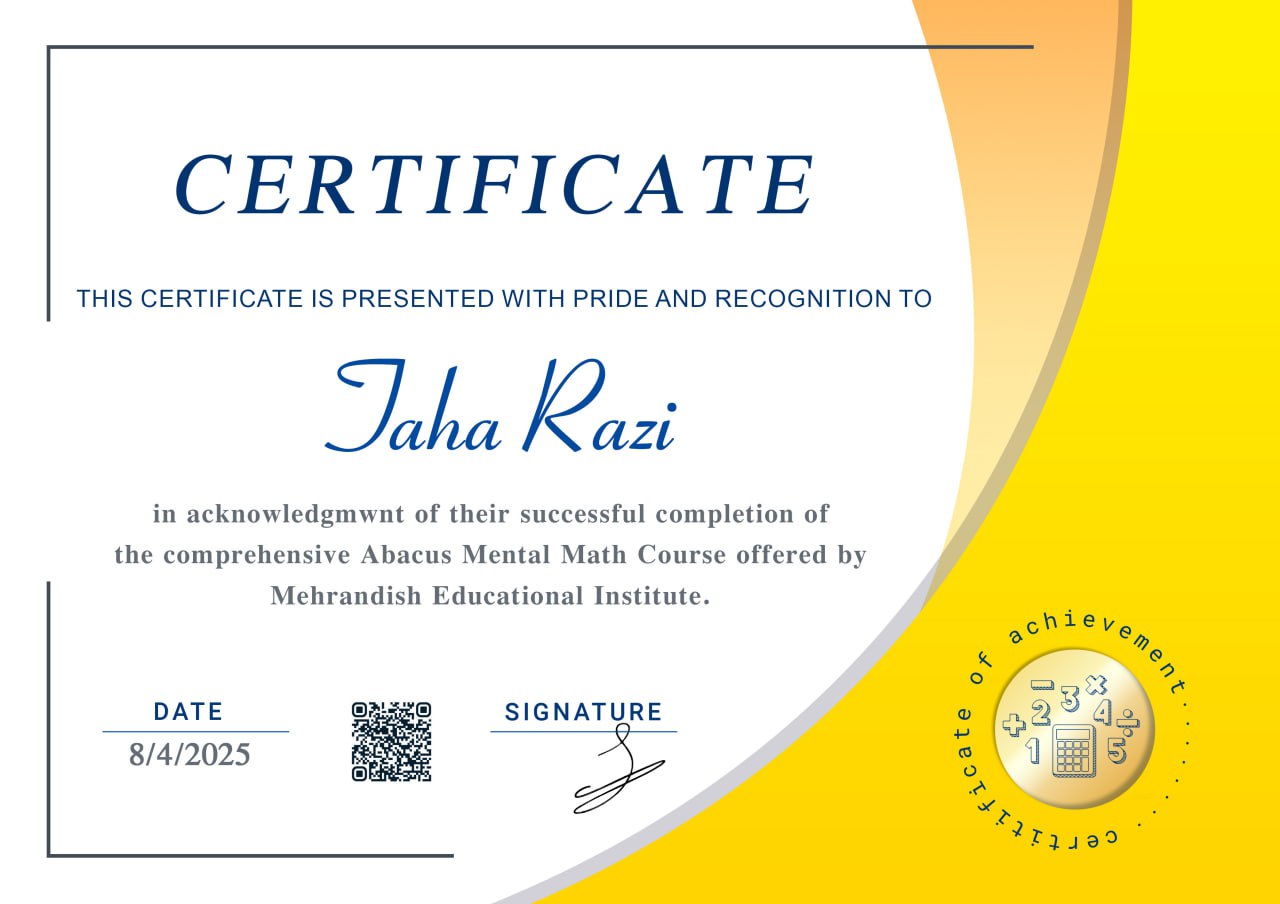 CERTIFICATE
THIS CERTIFICATE IS PRESENTED WITH PRIDE AND RECOGNITION TO
Taha Razi
in acknowledgmwnt of their successful completion of
the comprehensive Abacus Mental Math Course offered by
Mehrandish Educational Institute.
DATE
8/4/2025
SIGNATURE
certificate of achievement.........
1 2 3 4 5